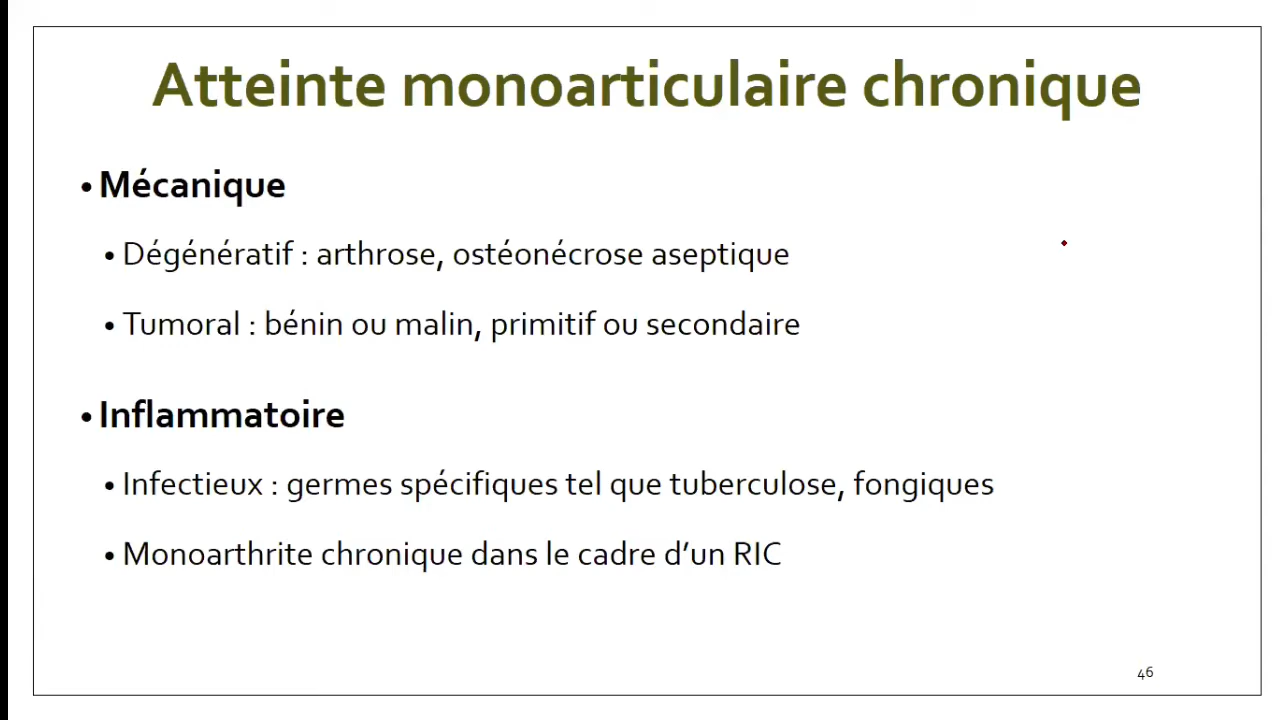 Atteinte monoarticulaire chronique
• Mécanique
• Dégénératif : arthrose, ostéonécrose aseptique
• Tumoral : bénin ou malin, primitif ou secondaire
• Inflammatoire
• Infectieux : germes spécifiques tel que tuberculose, fongiques
• Monoarthrite chronique dans le cadre d’un RIC
46